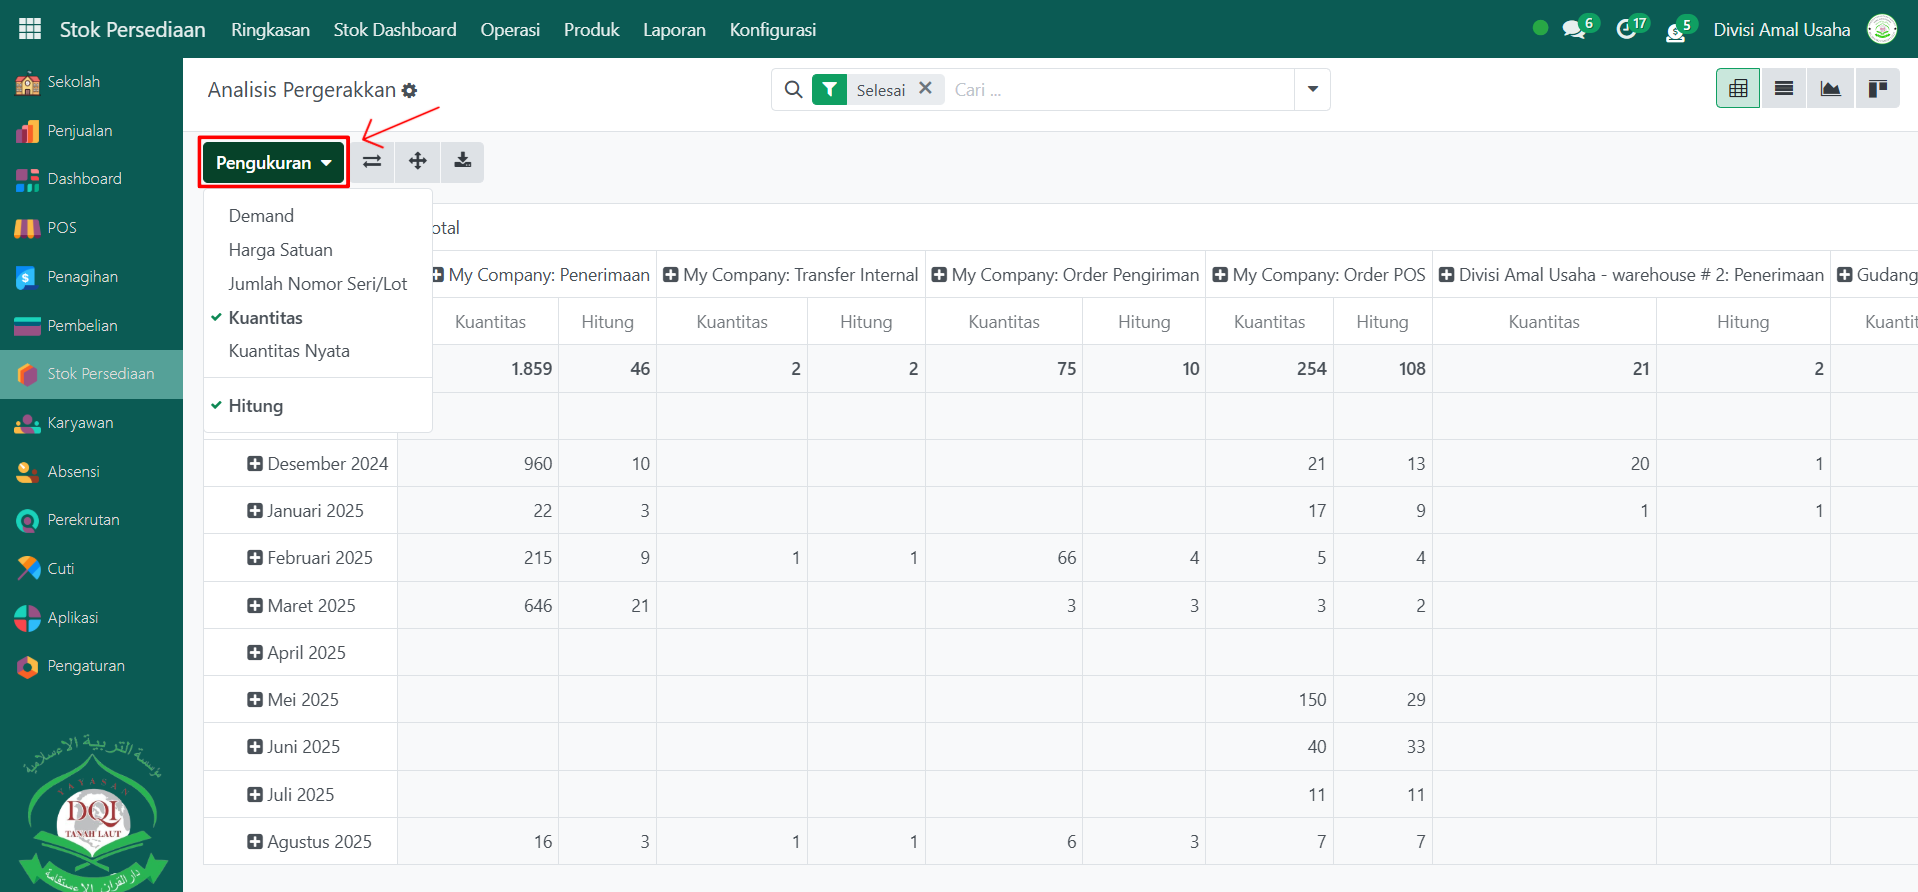 Stok Persediaan Ringkasan Stok Dashboard Operasi Produk Laporan Konfigurasi 6 17 5 Divisi Amal Usaha
Sekolah
Penjualan
Dashboard
POS
Penagihan
Pembelian
Stok Persediaan
Karyawan
Absensi
Perekrutan
Cuti
Aplikasi
Pengaturan
مؤسسة التربية الإسلامية
YAYASAN
DQI
TANAH LAUT
Analisis Pergerakkan Selesai Cari ...
Pengukuran
Demand
Harga Satuan
Jumlah Nomor Seri/Lot
Kuantitas
Kuantitas Nyata
Hitung
otal
My Company: Penerimaan My Company: Transfer Internal My Company: Order Pengiriman My Company: Order POS Divisi Amal Usaha - warehouse # 2: Penerimaan Gudang
Kuantitas Hitung Kuantitas Hitung Kuantitas Hitung Kuantitas Hitung Kuantitas Hitung Kuantit
1.859 46 2 2 75 10 254 108 21 2
Desember 2024 960 10 21 13 20 1
Januari 2025 22 3 17 9 1 1
Februari 2025 215 9 1 1 66 4 5 4
Maret 2025 646 21 3 3 3 2
April 2025
Mei 2025 150 29
Juni 2025 40 33
Juli 2025 11 11
Agustus 2025 16 3 1 1 6 3 7 7